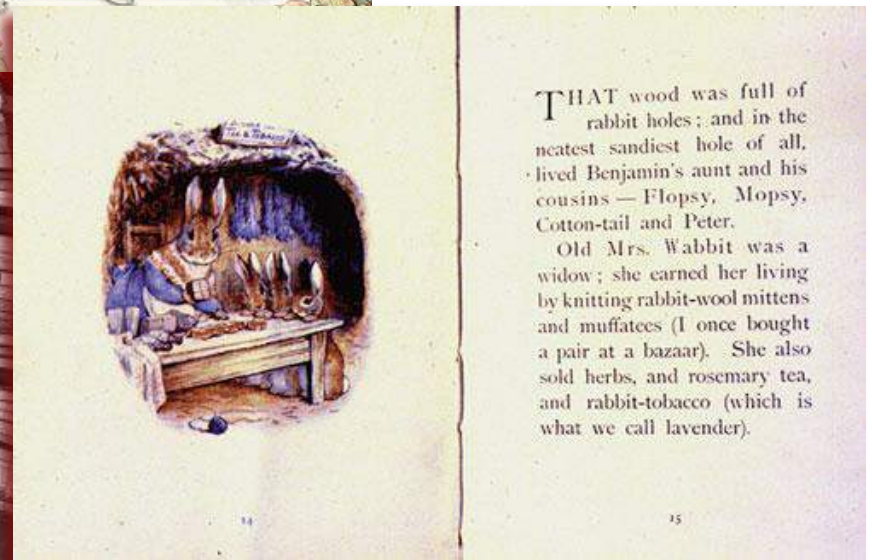 TEA & TOBACCO
14
THAT wood was full of
rabbit holes; and in the
neatest sandiest hole of all,
lived Benjamin's aunt and his
cousins — Flopsy, Mopsy,
Cotton-tail and Peter.
Old Mrs. Wabbit was a
widow; she earned her living
by knitting rabbit-wool mittens
and muffatees (I once bought
a pair at a bazaar). She also
sold herbs, and rosemary tea,
and rabbit-tobacco (which is
what we call lavender).
15